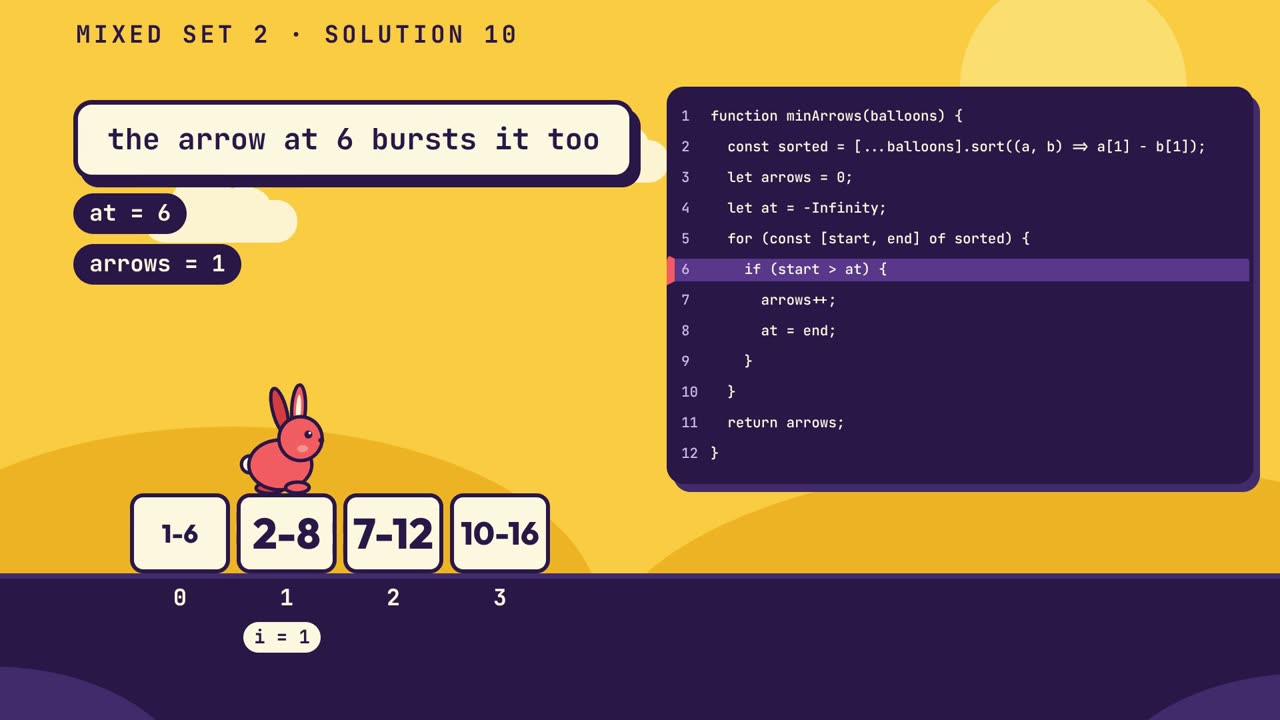 MIXED SET 2 · SOLUTION 10
the arrow at 6 bursts it too
at = 6
arrows = 1
1 function minArrows(balloons) {
2 const sorted = [...balloons].sort((a, b) => a[1] - b[1]);
3 let arrows = 0;
4 let at = -Infinity;
5 for (const [start, end] of sorted) {
6 if (start > at) {
7 arrows++;
8 at = end;
9 }
10 }
11 return arrows;
12 }
1-6 2-8 7-12 10-16
0 1 2 3
i = 1